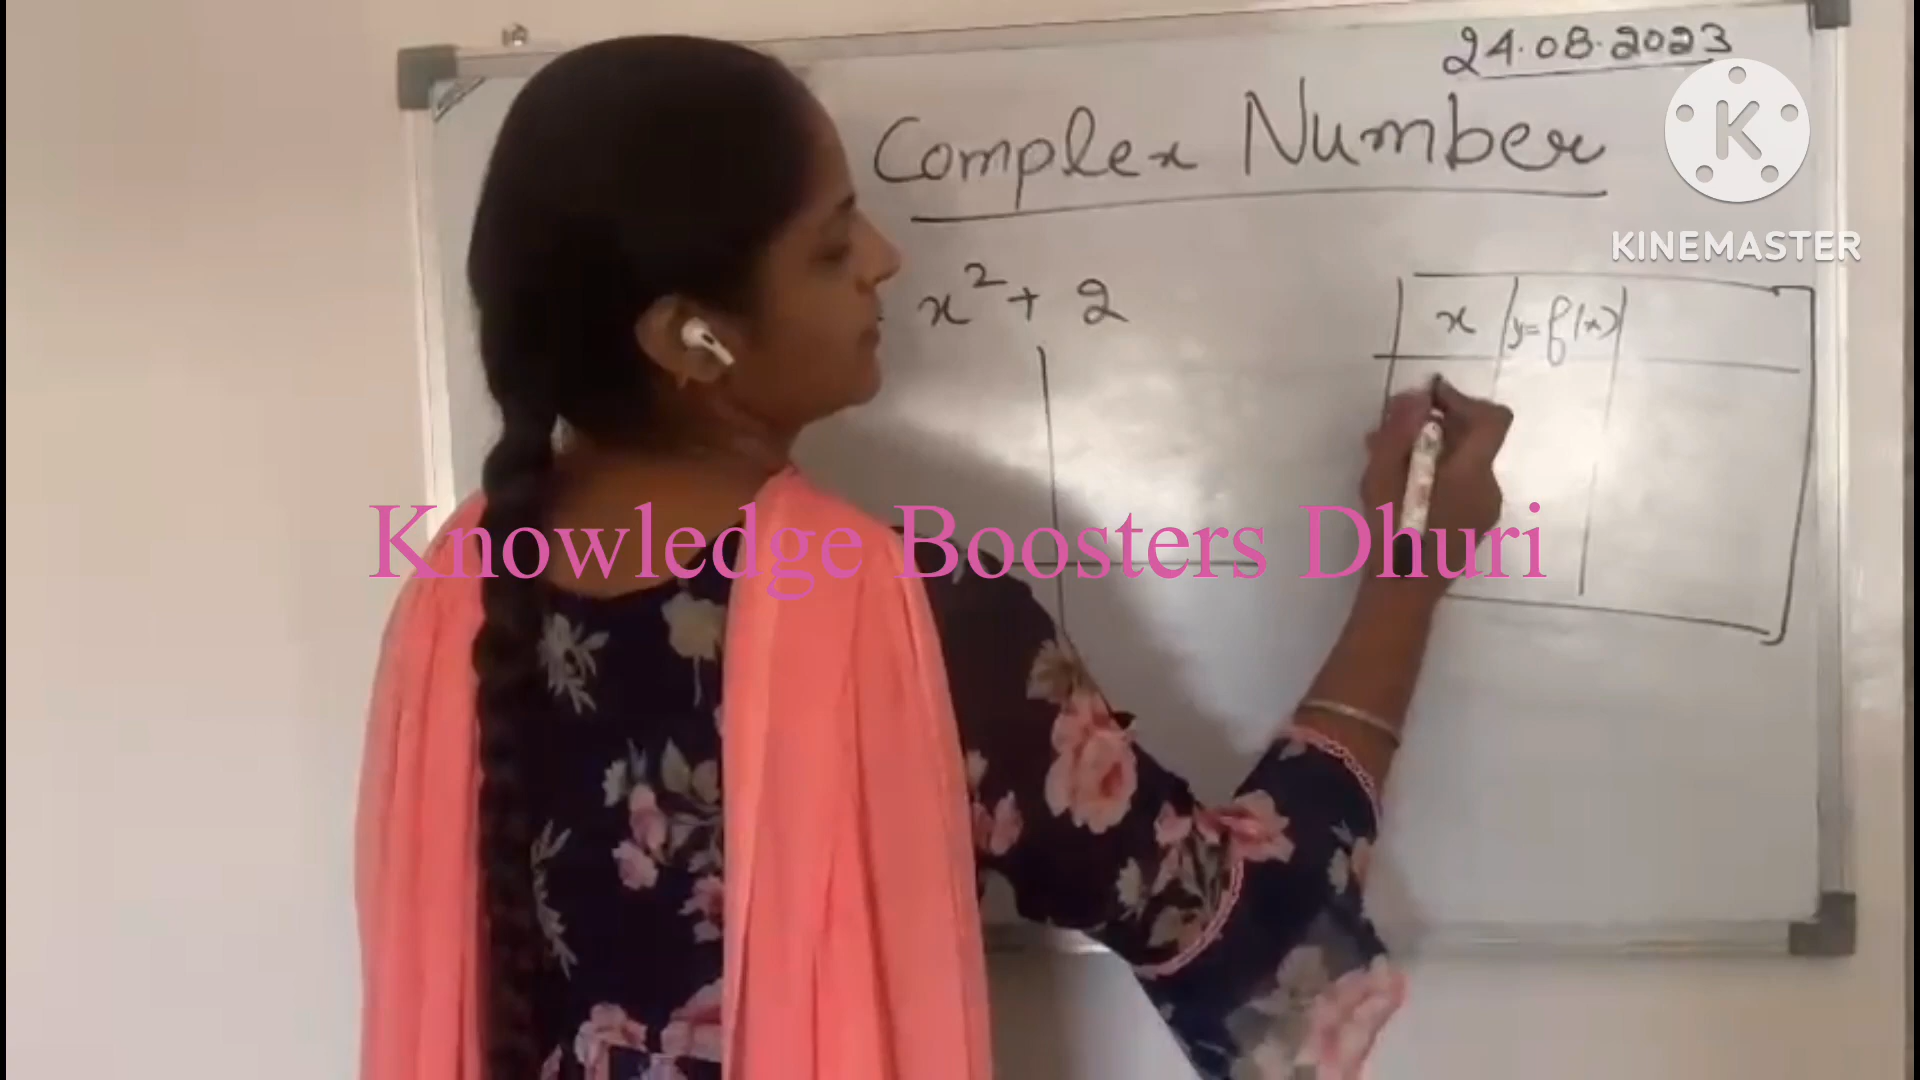 24.08.2023
Complex Number
K
KINEMASTER
x² + 2
x y = f(x)
Knowledge Boosters Dhuri